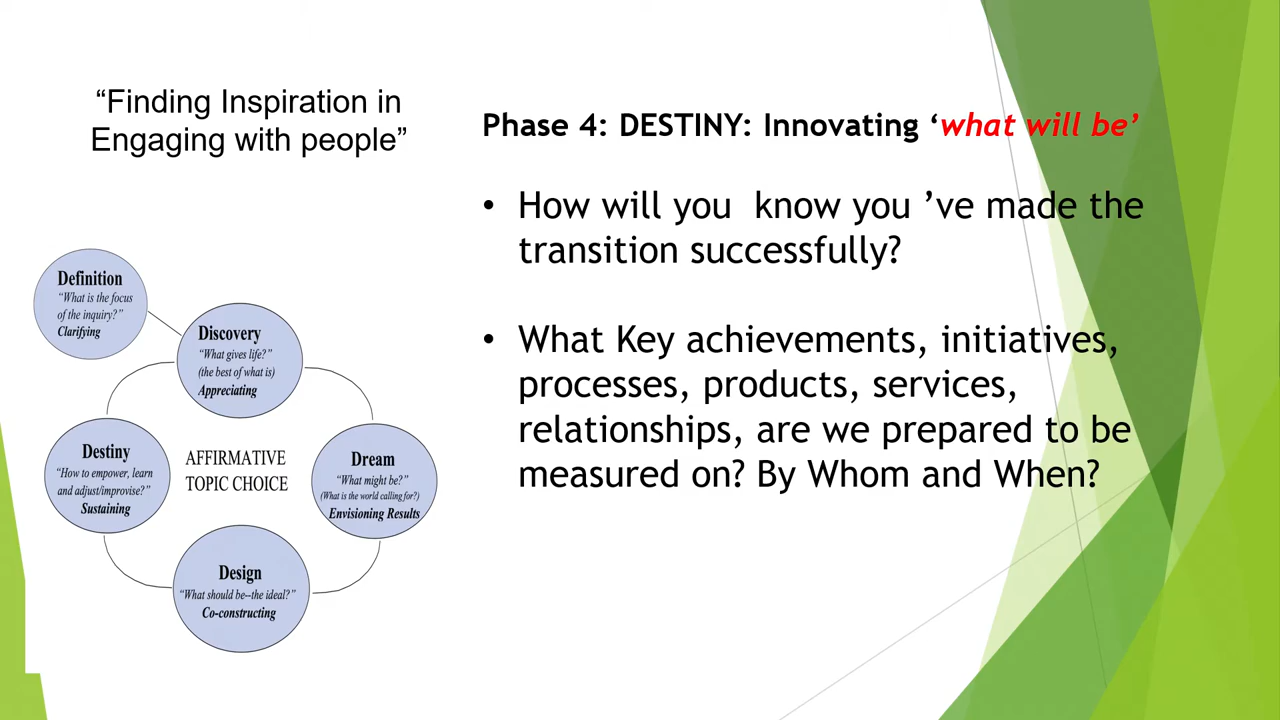 “Finding Inspiration in
Engaging with people”
Phase 4: DESTINY: Innovating ‘what will be’
• How will you  know you ’ve made the
transition successfully?
• What Key achievements, initiatives,
processes, products, services,
relationships, are we prepared to be
measured on? By Whom and When?
Definition
“What is the focus
of the inquiry?”
Clarifying
Discovery
“What gives life?”
(the best of what is)
Appreciating
Destiny
“How to empower, learn
and adjust/improvise?”
Sustaining
AFFIRMATIVE
TOPIC CHOICE
Dream
“What might be?”
(What is the world calling for?)
Envisioning Results
Design
“What should be--the ideal?”
Co-constructing